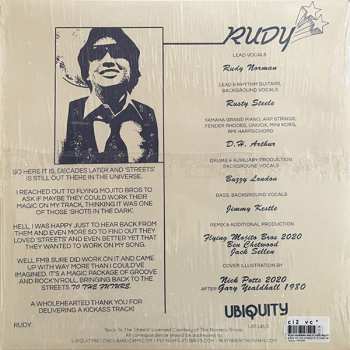 RUDY
LEAD VOCALS
Rudy Norman
LEAD & RHYTHM GUITARS,
BACKGROUND VOCALS
Rusty Steele
YAMAHA GRAND PIANO, ARP STRINGS,
FENDER RHODES, UNIVOX, MINI KORG,
RMI HARPSICHORD
D.H. Arthur
DRUMS & AUXILIARY PRODUCTION
BACKGROUND VOCALS
Buzzy London
BASS, BACKGROUND VOCALS
Jimmy Kestle
REMIX & ADDITIONAL PRODUCTION
Flying Mojito Bros 2020
Ben Chetwood
Jack Sellen
COVER ILLUSTRATION BY
Nick Potts 2020
AFTER Gary Yealdhall 1980
SO HERE IT IS, DECADES LATER AND 'STREETS'
IS STILL OUT THERE IN THE UNIVERSE.
I REACHED OUT TO FLYING MOJITO BROS TO
ASK IF MAYBE THEY COULD WORK THEIR
MAGIC ON MY TRACK, THINKING IT WAS ONE
OF THOSE SHOTS IN THE DARK.
HELL, I WAS HAPPY JUST TO HEAR BACK FROM
THEM AND EVEN MORE SO TO FIND OUT THEY
LOVED 'STREETS' AND EVEN BETTER YET THAT
THEY WANTED TO WORK ON MY SONG.
WELL, FMB SURE DID WORK ON IT AND CAME
UP WITH WAY MORE THAN I COULD'VE
IMAGINED. IT'S A MAGIC PACKAGE OF GROOVE
AND ROCK'N'ROLL, BRINGING THE STREETS
TO THE FUTURE.
A WHOLEHEARTED THANK YOU FOR
DELIVERING A KICKASS TRACK!
RUDY
UBIQUITY